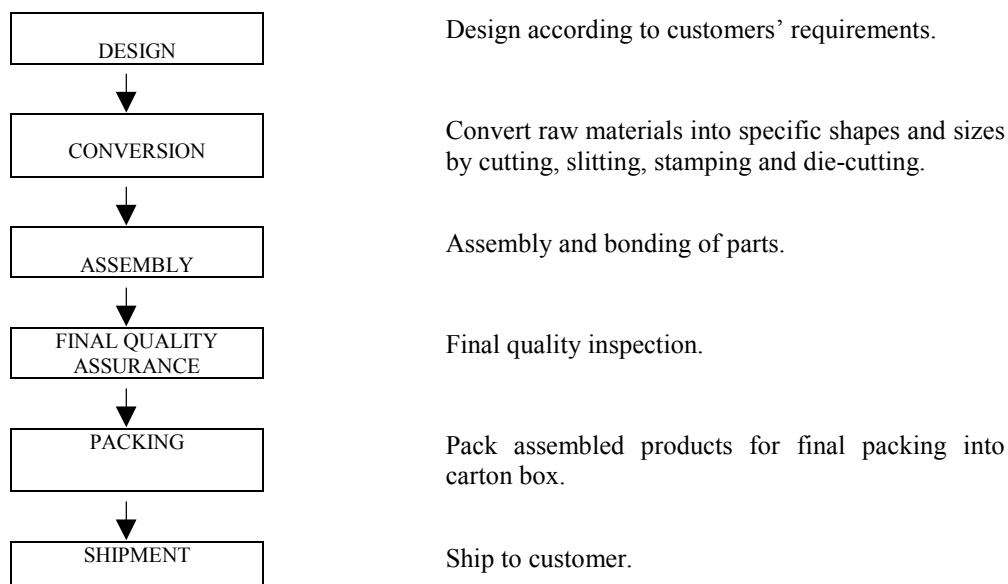 DESIGN
Design according to customers’ requirements.
CONVERSION
Convert raw materials into specific shapes and sizes
by cutting, slitting, stamping and die-cutting.
ASSEMBLY
Assembly and bonding of parts.
FINAL QUALITY
ASSURANCE
Final quality inspection.
PACKING
Pack assembled products for final packing into
carton box.
SHIPMENT
Ship to customer.